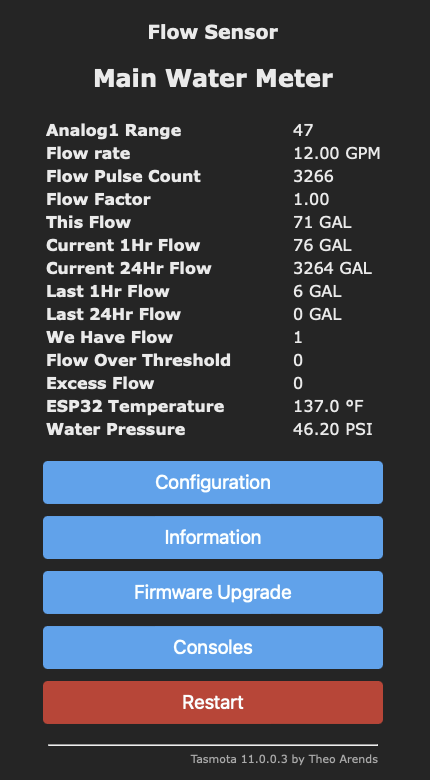 Flow Sensor
Main Water Meter
Analog1 Range 47
Flow rate 12.00 GPM
Flow Pulse Count 3266
Flow Factor 1.00
This Flow 71 GAL
Current 1Hr Flow 76 GAL
Current 24Hr Flow 3264 GAL
Last 1Hr Flow 6 GAL
Last 24Hr Flow 0 GAL
We Have Flow 1
Flow Over Threshold 0
Excess Flow 0
ESP32 Temperature 137.0 °F
Water Pressure 46.20 PSI
Configuration
Information
Firmware Upgrade
Consoles
Restart
Tasmota 11.0.0.3 by Theo Arends